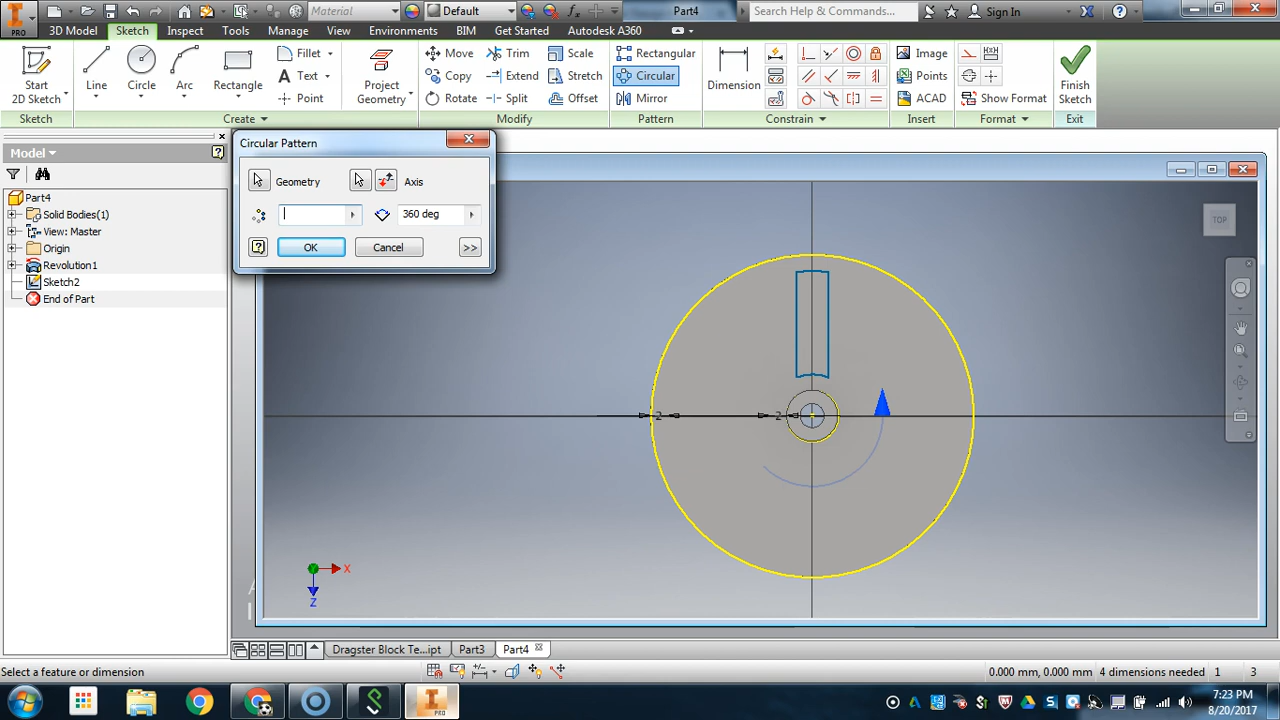 Material
Default
fx
Part4
Search Help & Commands...
Sign In
PRO
3D Model
Sketch
Inspect
Tools
Manage
View
Environments
BIM
Get Started
Autodesk A360
Start
2D Sketch
Line
Circle
Arc
Rectangle
Fillet
Text
Point
Project
Geometry
Move
Copy
Rotate
Trim
Extend
Split
Scale
Stretch
Offset
Rectangular
Circular
Mirror
Dimension
Image
Points
ACAD
Show Format
Finish
Sketch
Sketch
Create
Modify
Pattern
Constrain
Insert
Format
Exit
Model
Part4
Solid Bodies(1)
View: Master
Origin
Revolution1
Sketch2
End of Part
Circular Pattern
Geometry
Axis
360 deg
OK
Cancel
>>
TOP
2
2
X
Z
Dragster Block Te...ipt
Part3
Part4
Select a feature or dimension
0.000 mm, 0.000 mm
4 dimensions needed
1
3
PRO
7:23 PM
8/20/2017